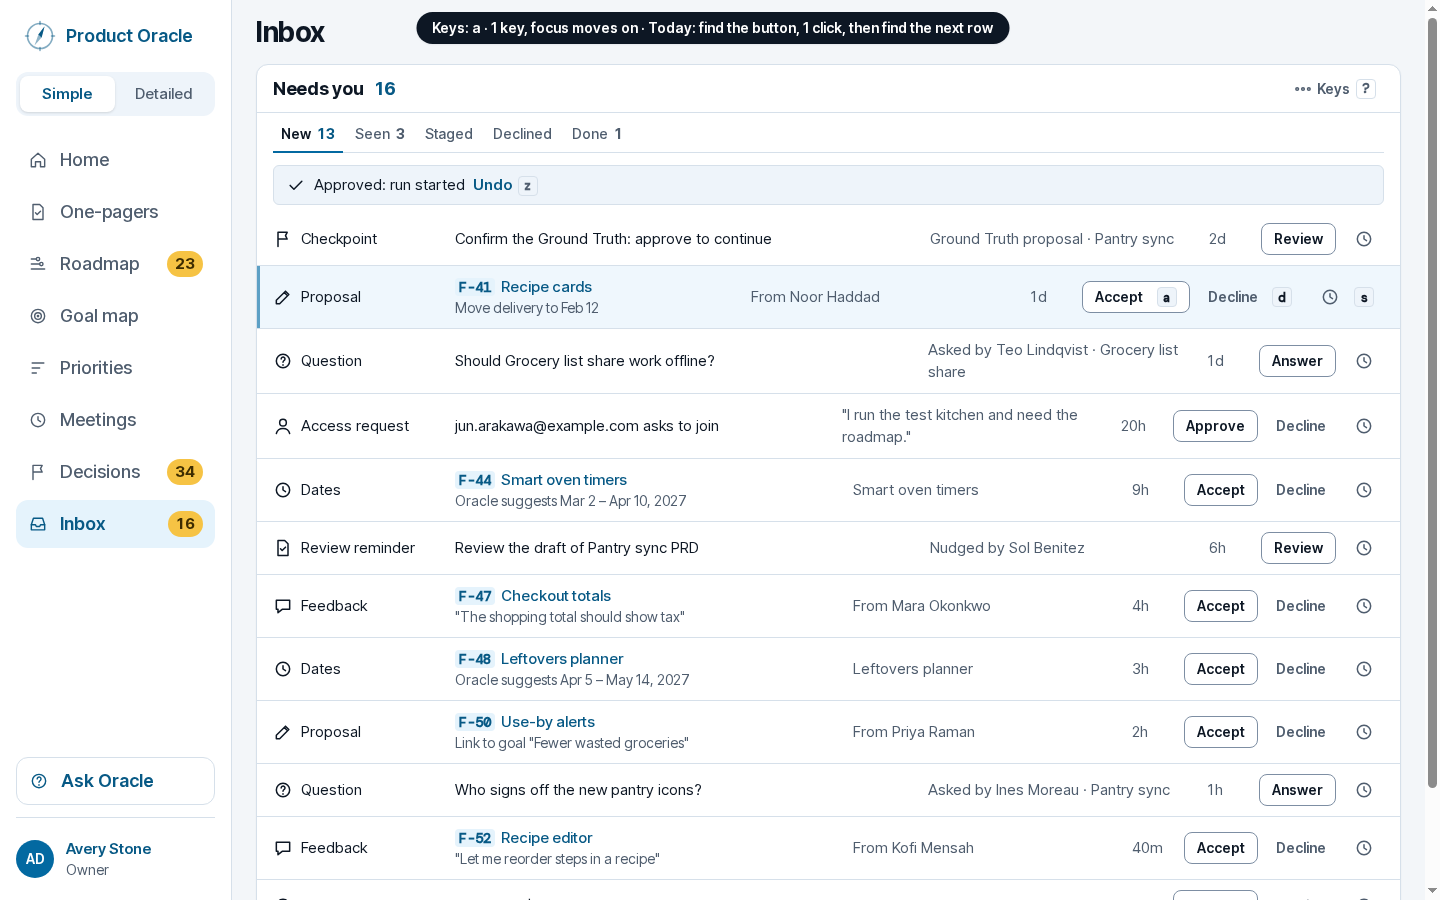 Product Oracle
Simple
Detailed
Home
One-pagers
Roadmap 23
Goal map
Priorities
Meetings
Decisions 34
Inbox 16
Ask Oracle
AD
Avery Stone
Owner
Inbox
Keys: a · 1 key, focus moves on · Today: find the button, 1 click, then find the next row
Needs you 16
Keys ?
New 13
Seen 3
Staged
Declined
Done 1
Approved: run started Undo z
Checkpoint
Confirm the Ground Truth: approve to continue
Ground Truth proposal · Pantry sync
2d
Review
Proposal
F-41 Recipe cards
Move delivery to Feb 12
From Noor Haddad
1d
Accept a
Decline d
s
Question
Should Grocery list share work offline?
Asked by Teo Lindqvist · Grocery list
share
1d
Answer
Access request
jun.arakawa@example.com asks to join
"I run the test kitchen and need the
roadmap."
20h
Approve
Decline
Dates
F-44 Smart oven timers
Oracle suggests Mar 2 – Apr 10, 2027
Smart oven timers
9h
Accept
Decline
Review reminder
Review the draft of Pantry sync PRD
Nudged by Sol Benitez
6h
Review
Feedback
F-47 Checkout totals
"The shopping total should show tax"
From Mara Okonkwo
4h
Accept
Decline
Dates
F-48 Leftovers planner
Oracle suggests Apr 5 – May 14, 2027
Leftovers planner
3h
Accept
Decline
Proposal
F-50 Use-by alerts
Link to goal "Fewer wasted groceries"
From Priya Raman
2h
Accept
Decline
Question
Who signs off the new pantry icons?
Asked by Ines Moreau · Pantry sync
1h
Answer
Feedback
F-52 Recipe editor
"Let me reorder steps in a recipe"
From Kofi Mensah
40m
Accept
Decline